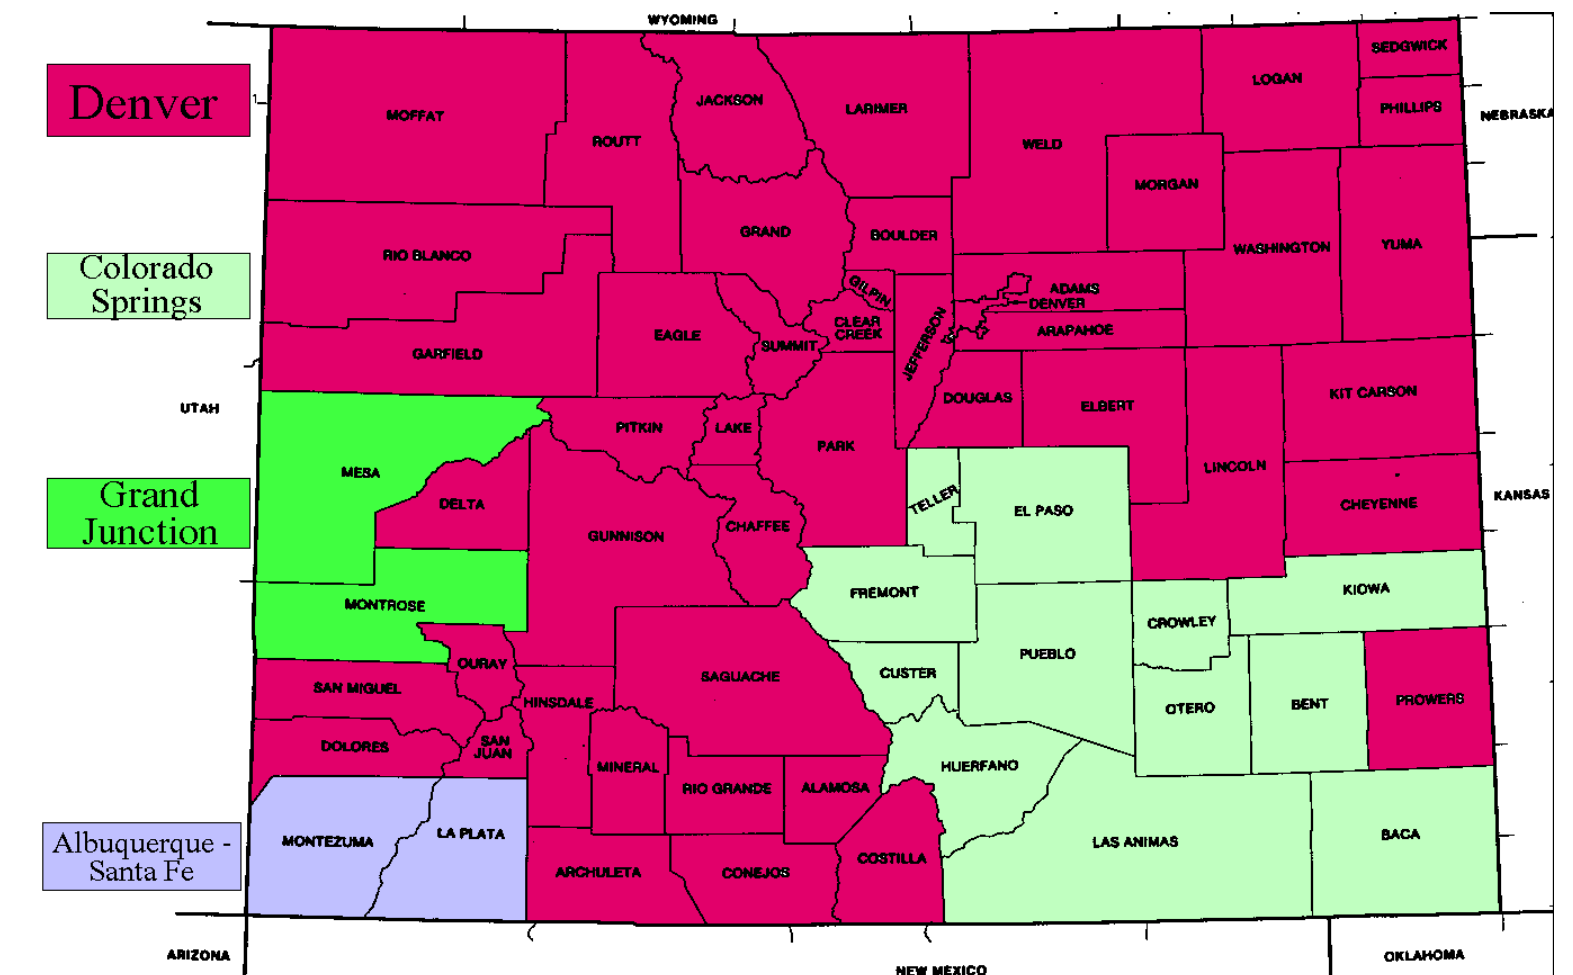 WYOMING
SEDGWICK
Denver
LOGAN
JACKSON
LARIMER
PHILLIPS
MOFFAT
NEBRASKA
ROUTT
WELD
MORGAN
GRAND
BOULDER
YUMA
WASHINGTON
RIO BLANCO
Colorado
Springs
GILPIN
ADAMS
DENVER
CLEAR
CREEK
ARAPAHOE
EAGLE
JEFFERSON
SUMMIT
GARFIELD
UTAH
DOUGLAS
ELBERT
KIT CARSON
PITKIN
LAKE
PARK
MESA
LINCOLN
Grand
Junction
DELTA
TELLER
EL PASO
CHEYENNE
KANSAS
GUNNISON
CHAFFEE
MONTROSE
FREMONT
KIOWA
CROWLEY
PUEBLO
OURAY
SAN MIGUEL
SAGUACHE
CUSTER
HINSDALE
OTERO
BENT
PROWERS
DOLORES
SAN
JUAN
MINERAL
HUERFANO
RIO GRANDE
ALAMOSA
Albuquerque -
Santa Fe
MONTEZUMA
LA PLATA
LAS ANIMAS
BACA
COSTILLA
ARCHULETA
CONEJOS
ARIZONA
NEW MEXICO
OKLAHOMA